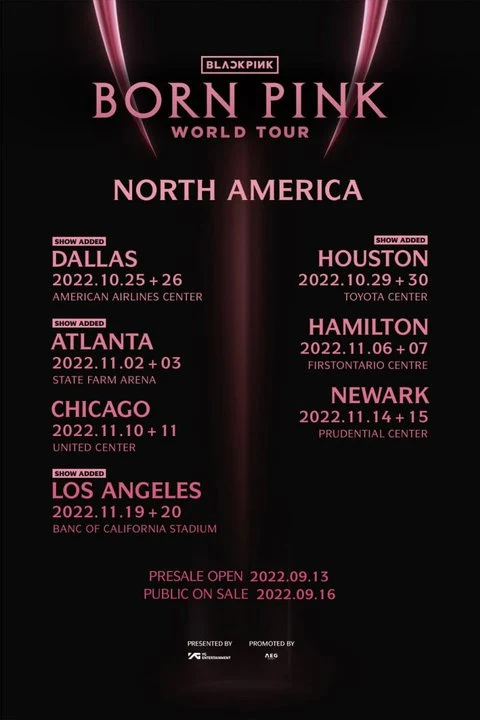 BLACKPINK
BORN PINK
WORLD TOUR
NORTH AMERICA
SHOW ADDED
DALLAS
2022.10.25 + 26
AMERICAN AIRLINES CENTER
SHOW ADDED
HOUSTON
2022.10.29 + 30
TOYOTA CENTER
SHOW ADDED
ATLANTA
2022.11.02 + 03
STATE FARM ARENA
HAMILTON
2022.11.06 + 07
FIRSTONTARIO CENTRE
CHICAGO
2022.11.10 + 11
UNITED CENTER
NEWARK
2022.11.14 + 15
PRUDENTIAL CENTER
SHOW ADDED
LOS ANGELES
2022.11.19 + 20
BANC OF CALIFORNIA STADIUM
PRESALE OPEN 2022.09.13
PUBLIC ON SALE 2022.09.16
PRESENTED BY
YG ENTERTAINMENT
PROMOTED BY
AEG